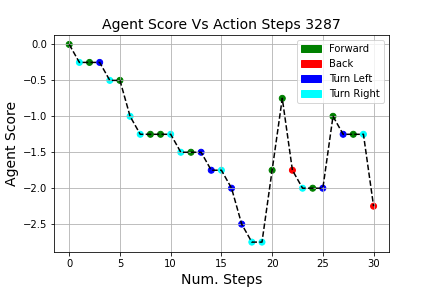 Agent Score Vs Action Steps 3287
Agent Score
0.0
−0.5
−1.0
−1.5
−2.0
−2.5
Forward
Back
Turn Left
Turn Right
0 5 10 15 20 25 30
Num. Steps